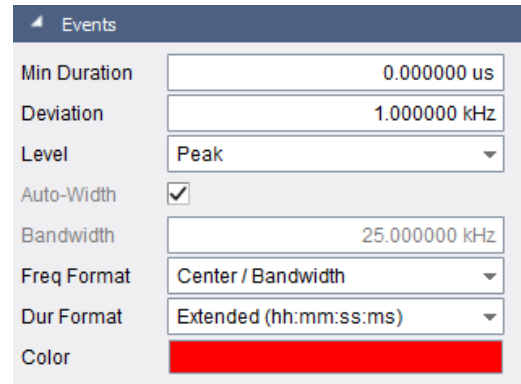 Events
Min Duration 0.000000 us
Deviation 1.000000 kHz
Level Peak
Auto-Width
Bandwidth 25.000000 kHz
Freq Format Center / Bandwidth
Dur Format Extended (hh:mm:ss:ms)
Color